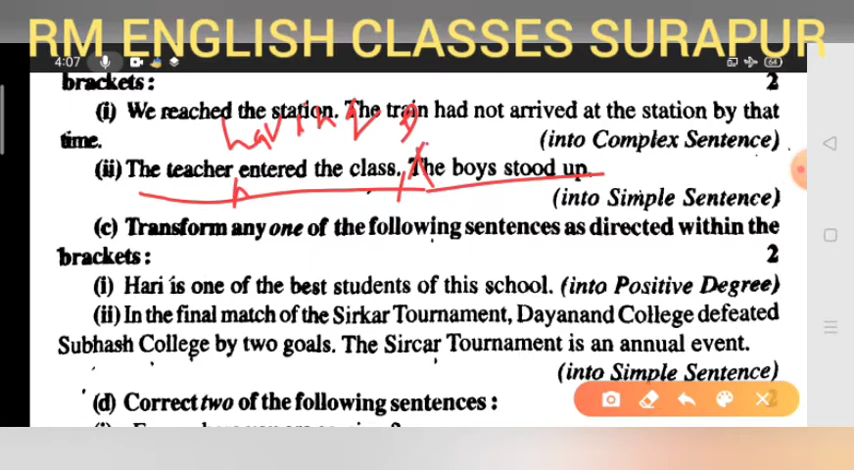 RM ENGLISH CLASSES SURAPUR
4:07 64
brackets : 2
(i) We reached the station. The train had not arrived at the station by that
having
time. (into Complex Sentence)
(ii) The teacher entered the class. The boys stood up.
(into Simple Sentence)
(c) Transform any one of the following sentences as directed within the
brackets : 2
(i) Hari is one of the best students of this school. (into Positive Degree)
(ii) In the final match of the Sirkar Tournament, Dayanand College defeated
Subhash College by two goals. The Sircar Tournament is an annual event.
(into Simple Sentence)
(d) Correct two of the following sentences : 2